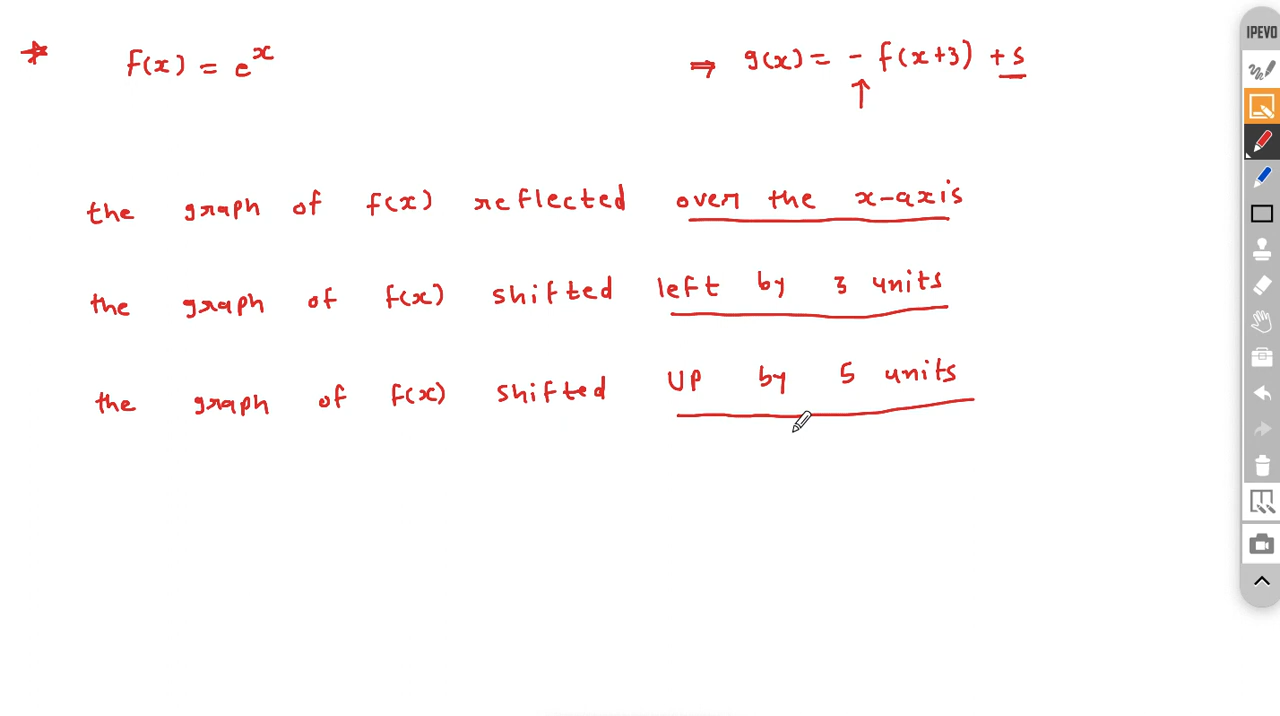 f(x) = e^x
⇒ g(x) = - f(x+3) + 5
the graph of f(x) reflected over the x-axis
the graph of f(x) shifted left by 3 units
the graph of f(x) shifted UP by 5 units
IPEVO